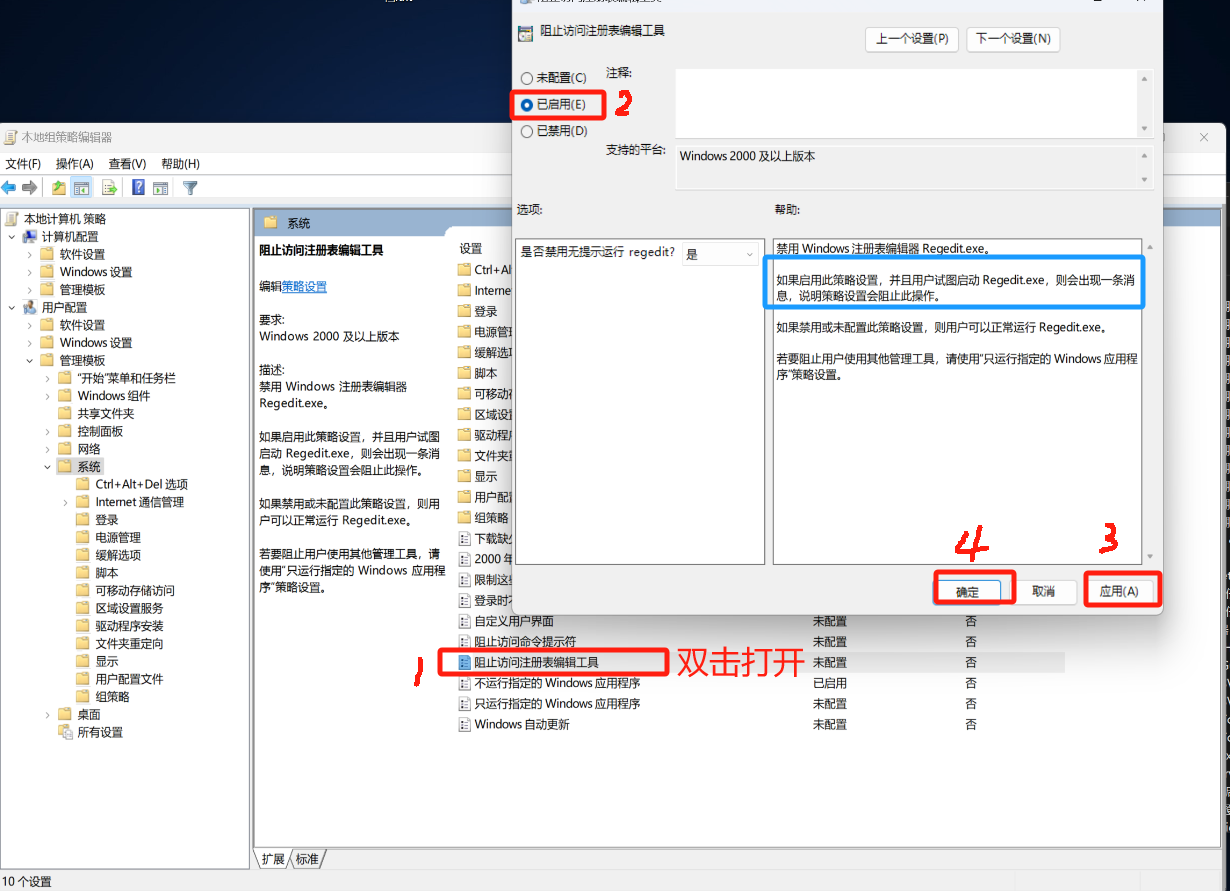 阻止访问注册表编辑工具
上一个设置(P)
下一个设置(N)
未配置(C)
注释:
已启用(E)
2
已禁用(D)
支持的平台:
Windows 2000 及以上版本
选项:
帮助:
是否禁用无提示运行 regedit?
是
禁用 Windows 注册表编辑器 Regedit.exe。
如果启用此策略设置，并且用户试图启动 Regedit.exe，则会出现一条消
息，说明策略设置会阻止此操作。
如果禁用或未配置此策略设置，则用户可以正常运行 Regedit.exe。
若要阻止用户使用其他管理工具，请使用“只运行指定的 Windows 应用程
序”策略设置。
4
3
确定
取消
应用(A)
本地组策略编辑器
文件(F)
操作(A)
查看(V)
帮助(H)
本地计算机 策略
计算机配置
软件设置
Windows 设置
管理模板
用户配置
软件设置
Windows 设置
管理模板
“开始”菜单和任务栏
Windows 组件
共享文件夹
控制面板
网络
系统
Ctrl+Alt+Del 选项
Internet 通信管理
登录
电源管理
缓解选项
脚本
可移动存储访问
区域设置服务
驱动程序安装
文件夹重定向
显示
用户配置文件
组策略
桌面
所有设置
系统
阻止访问注册表编辑工具
编辑策略设置
要求:
Windows 2000 及以上版本
描述:
禁用 Windows 注册表编辑器
Regedit.exe。
如果启用此策略设置，并且用户试图
启动 Regedit.exe，则会出现一条消
息，说明策略设置会阻止此操作。
如果禁用或未配置此策略设置，则用
户可以正常运行 Regedit.exe。
若要阻止用户使用其他管理工具，请
使用“只运行指定的 Windows 应用程
序”策略设置。
设置
Ctrl+Al
Interne
登录
电源管
缓解选
脚本
可移动存
区域设
驱动程
文件夹
显示
用户配
组策略
下载缺
2000 年
限制这
登录时
自定义用户界面 未配置 否
阻止访问命令提示符 未配置 否
1
阻止访问注册表编辑工具 双击打开 未配置 否
不运行指定的 Windows 应用程序 已启用 否
只运行指定的 Windows 应用程序 未配置 否
Windows 自动更新 未配置 否
扩展
标准
10 个设置